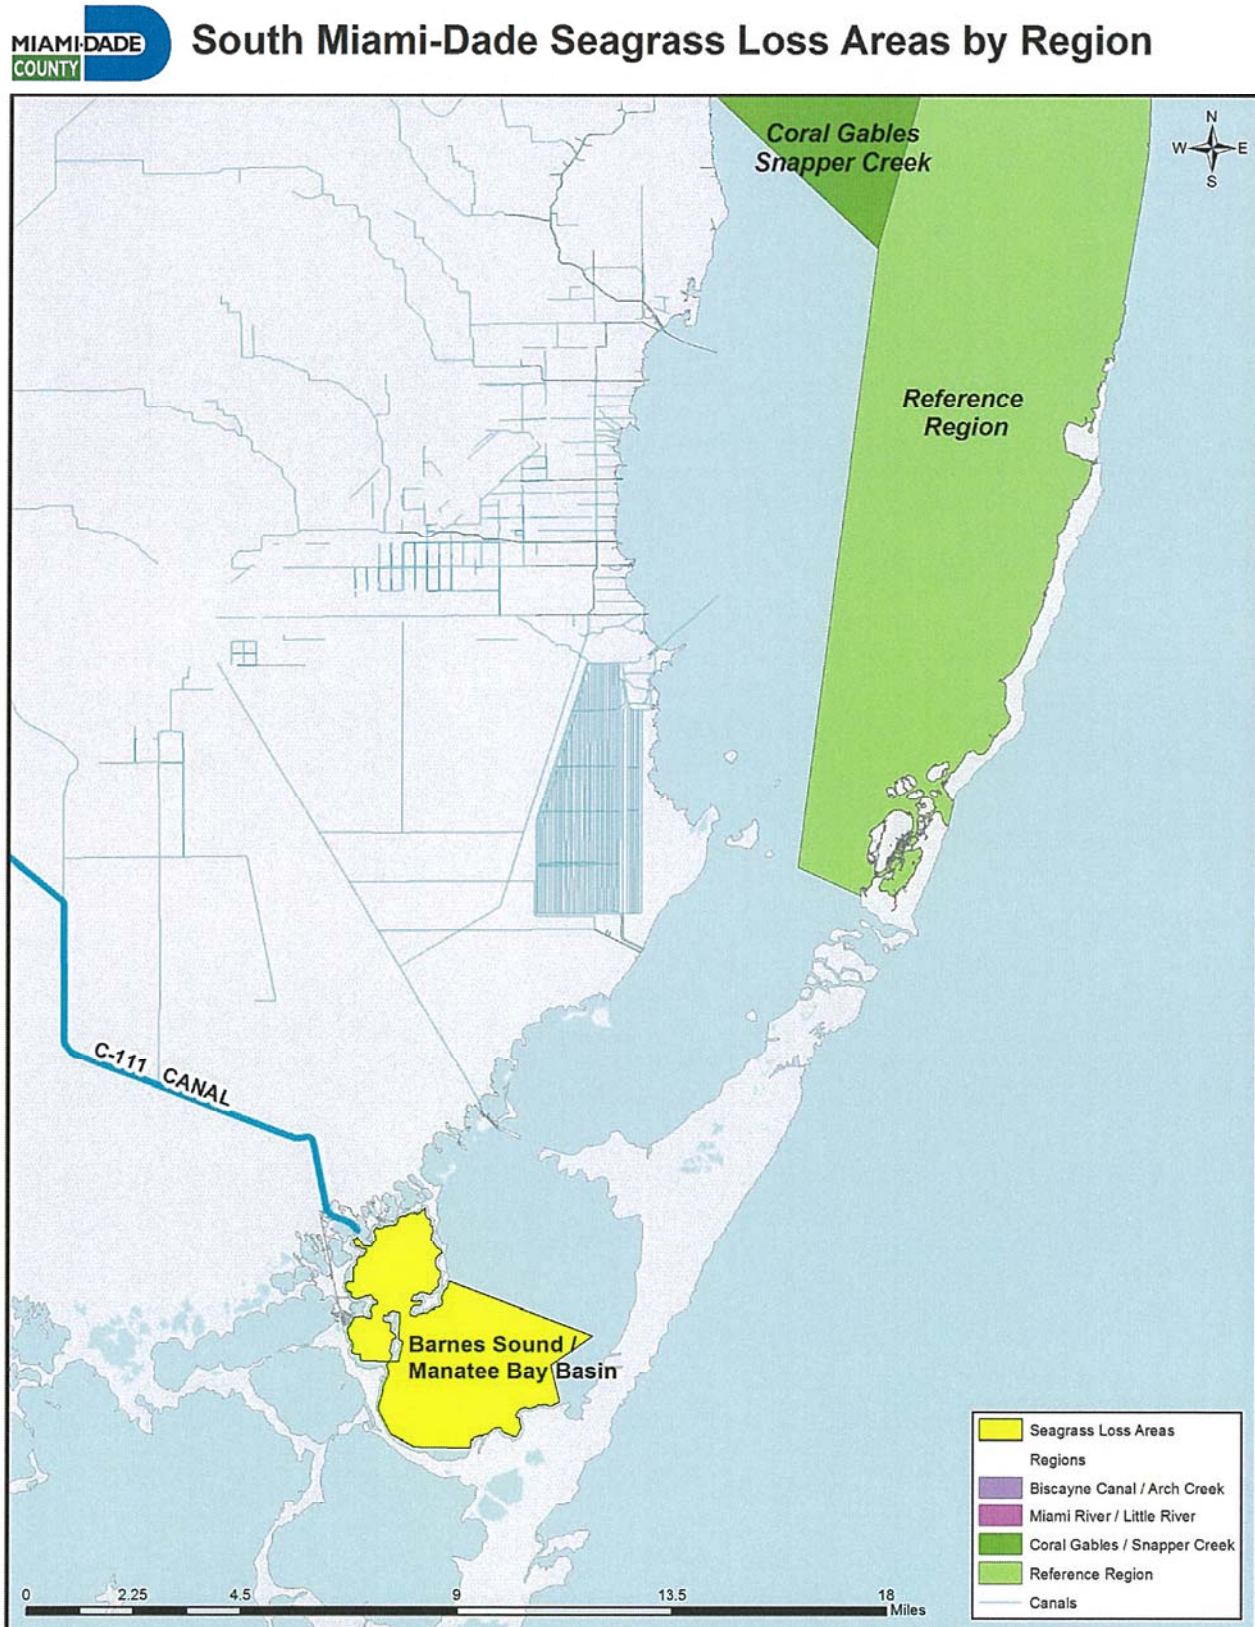 MIAMI-DADE
COUNTY
South Miami-Dade Seagrass Loss Areas by Region
Coral Gables
Snapper Creek
N
W E
S
Reference
Region
C-111 CANAL
Barnes Sound /
Manatee Bay Basin
Seagrass Loss Areas
Regions
Biscayne Canal / Arch Creek
Miami River / Little River
Coral Gables / Snapper Creek
Reference Region
Canals
0 2.25 4.5 9 13.5 18
Miles